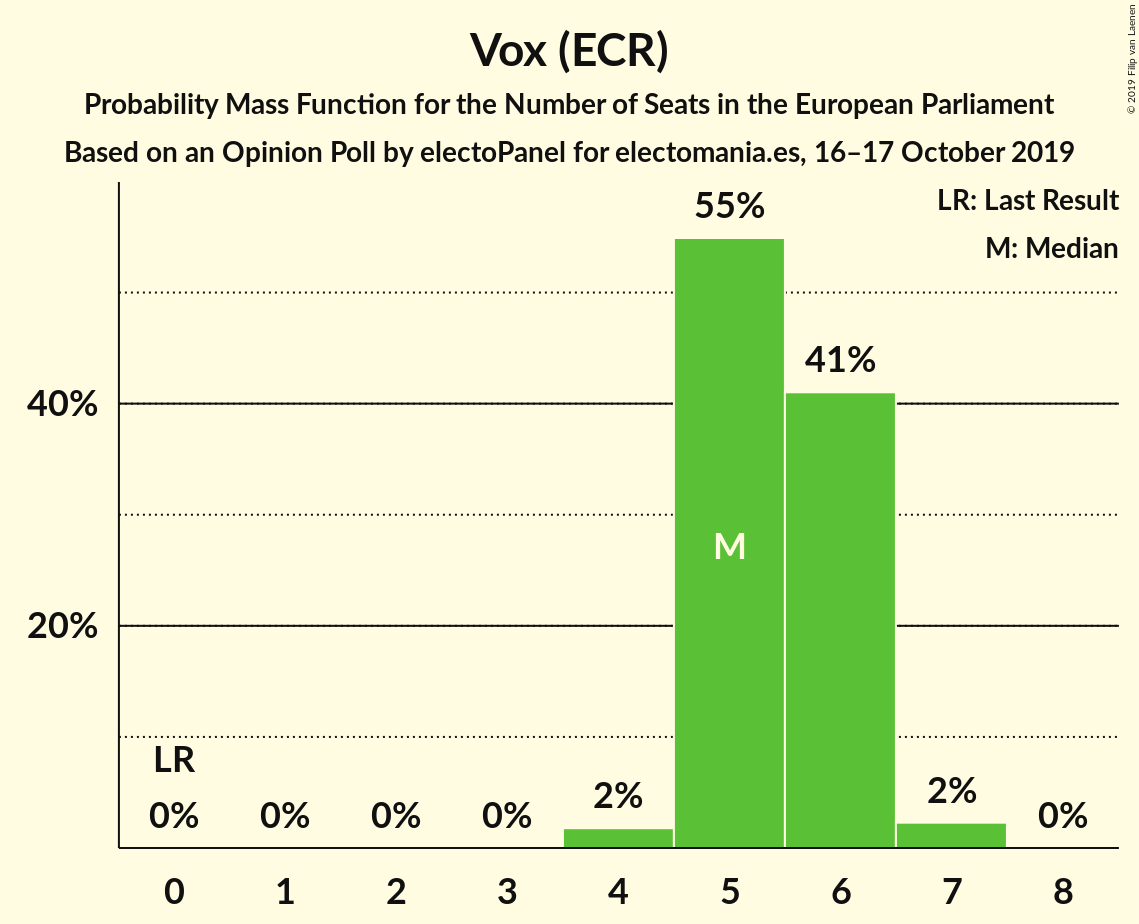 Vox (ECR)
Probability Mass Function for the Number of Seats in the European Parliament
Based on an Opinion Poll by electoPanel for electomania.es, 16–17 October 2019
© 2019 Filip van Laenen
LR: Last Result
M: Median
55%
41%
40%
M
20%
LR
0% 0% 0% 0% 2% 2% 0%
0 1 2 3 4 5 6 7 8